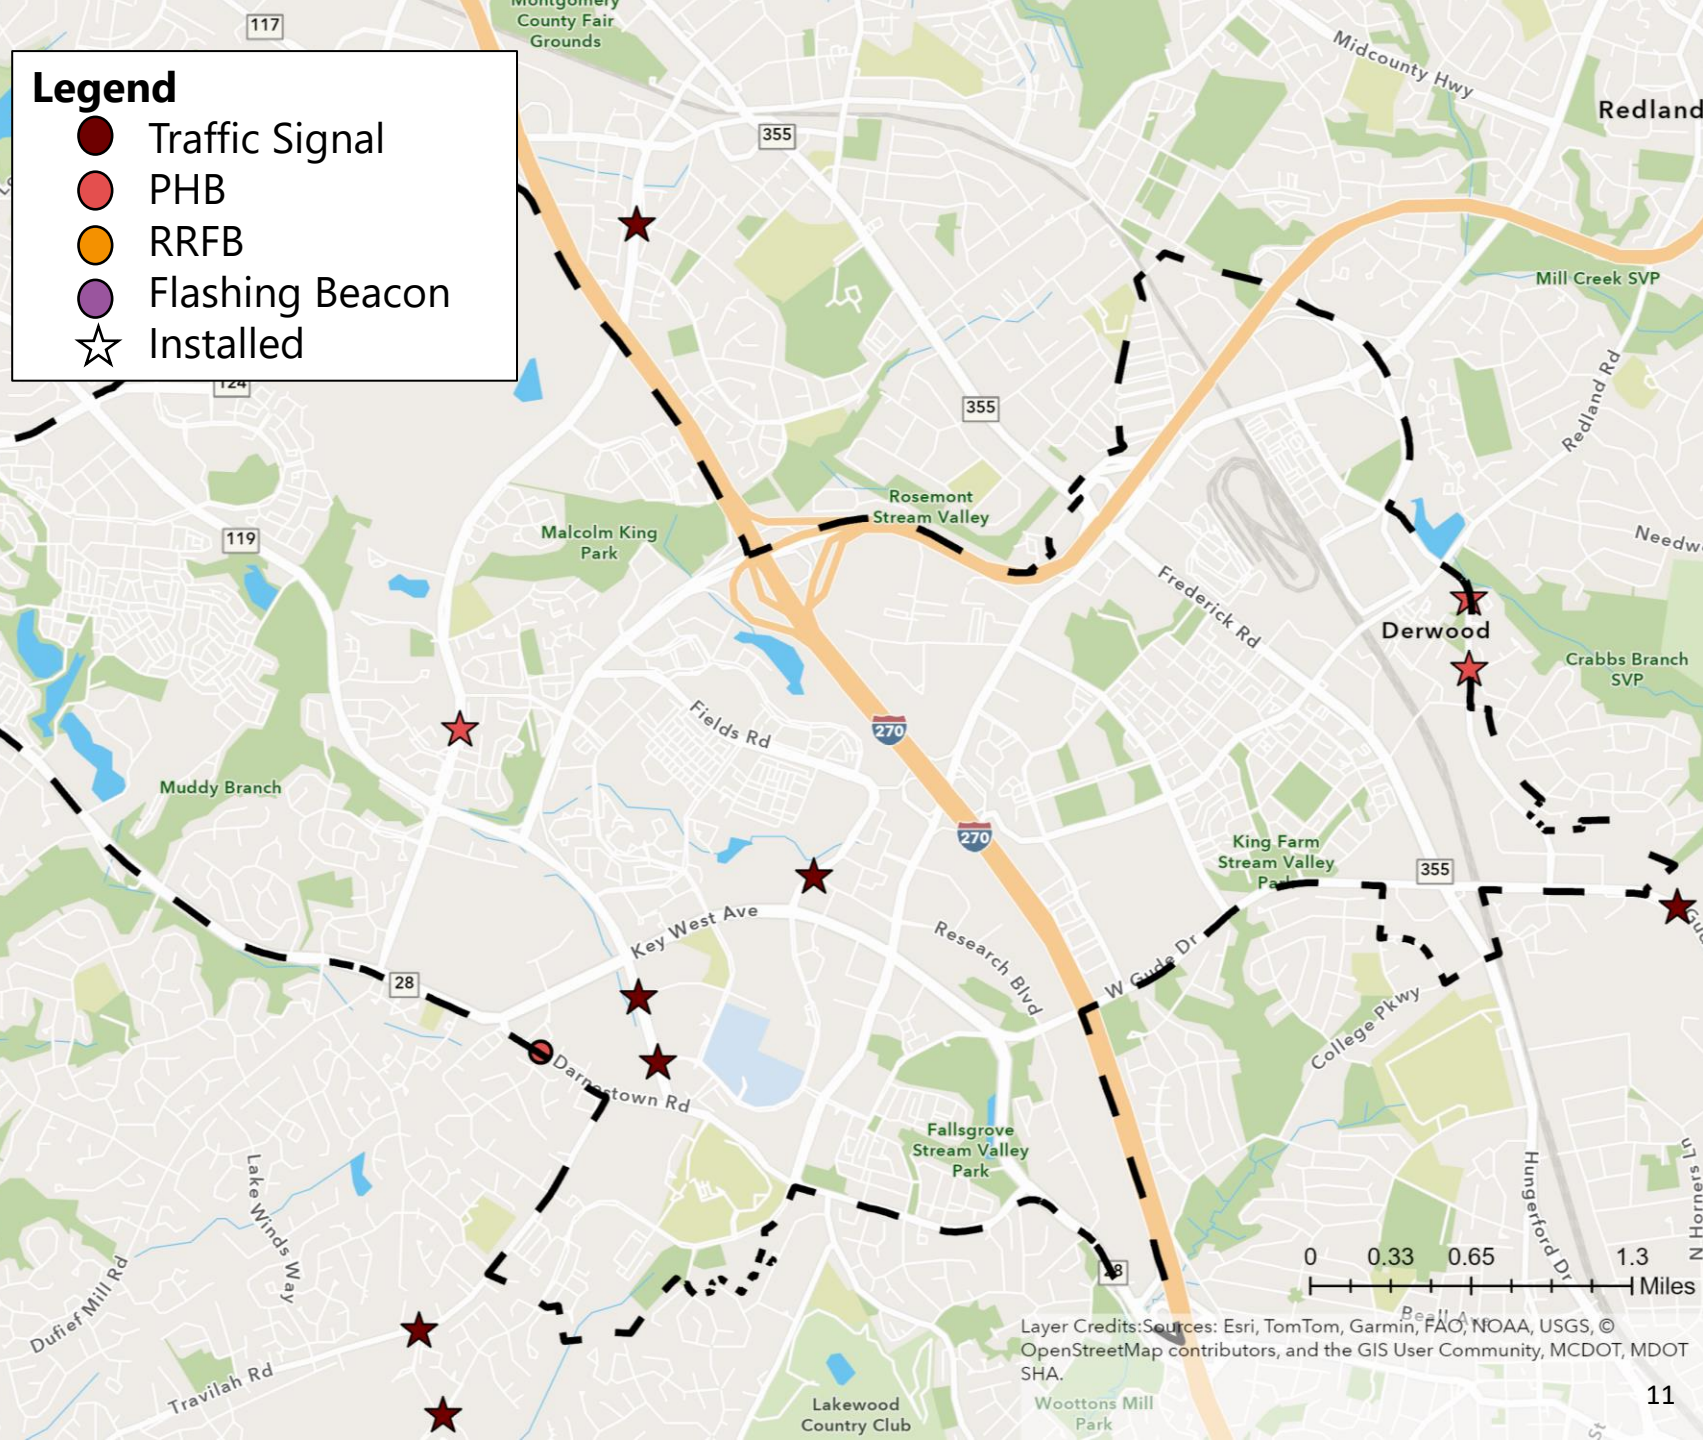 Montgomery
County Fair
Grounds
117
Midcounty Hwy
Redland
Legend
Traffic Signal
PHB
RRFB
Flashing Beacon
Installed
355
Mill Creek SVP
124
355
Redland Rd
Rosemont
Stream Valley
Malcolm King
Park
119
Frederick Rd
Derwood
Crabbs Branch
SVP
Fields Rd
270
Muddy Branch
270
King Farm
Stream Valley
355
Key West Ave
Research Blvd
W Gude Dr
28
College Pkwy
Darnestown Rd
Fallsgrove
Stream Valley
Park
Lake Winds Way
Hungerford Dr
N Horners Ln
Dufief Mill Rd
28
0 0.33 0.65 1.3
Miles
Beall Ave
Layer Credits:Sources: Esri, TomTom, Garmin, FAO, NOAA, USGS, ©
OpenStreetMap contributors, and the GIS User Community, MCDOT, MDOT
SHA.
Travilah Rd
11
Lakewood
Country Club
Woottons Mill
Park
St